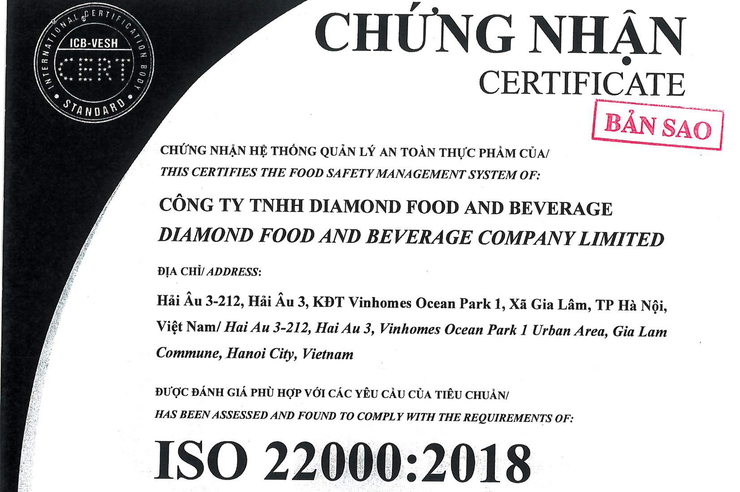 INTERNATIONAL CERTIFICATION BODY
ICB-VESH
CERT
• STANDARD •
CHỨNG NHẬN
CERTIFICATE
BẢN SAO
CHỨNG NHẬN HỆ THỐNG QUẢN LÝ AN TOÀN THỰC PHẨM CỦA/
THIS CERTIFIES THE FOOD SAFETY MANAGEMENT SYSTEM OF:
CÔNG TY TNHH DIAMOND FOOD AND BEVERAGE
DIAMOND FOOD AND BEVERAGE COMPANY LIMITED
ĐỊA CHỈ/ ADDRESS:
Hải Âu 3-212, Hải Âu 3, KĐT Vinhomes Ocean Park 1, Xã Gia Lâm, TP Hà Nội,
Việt Nam/ Hai Au 3-212, Hai Au 3, Vinhomes Ocean Park 1 Urban Area, Gia Lam
Commune, Hanoi City, Vietnam
ĐƯỢC ĐÁNH GIÁ PHÙ HỢP VỚI CÁC YÊU CẦU CỦA TIÊU CHUẨN/
HAS BEEN ASSESSED AND FOUND TO COMPLY WITH THE REQUIREMENTS OF:
ISO 22000:2018